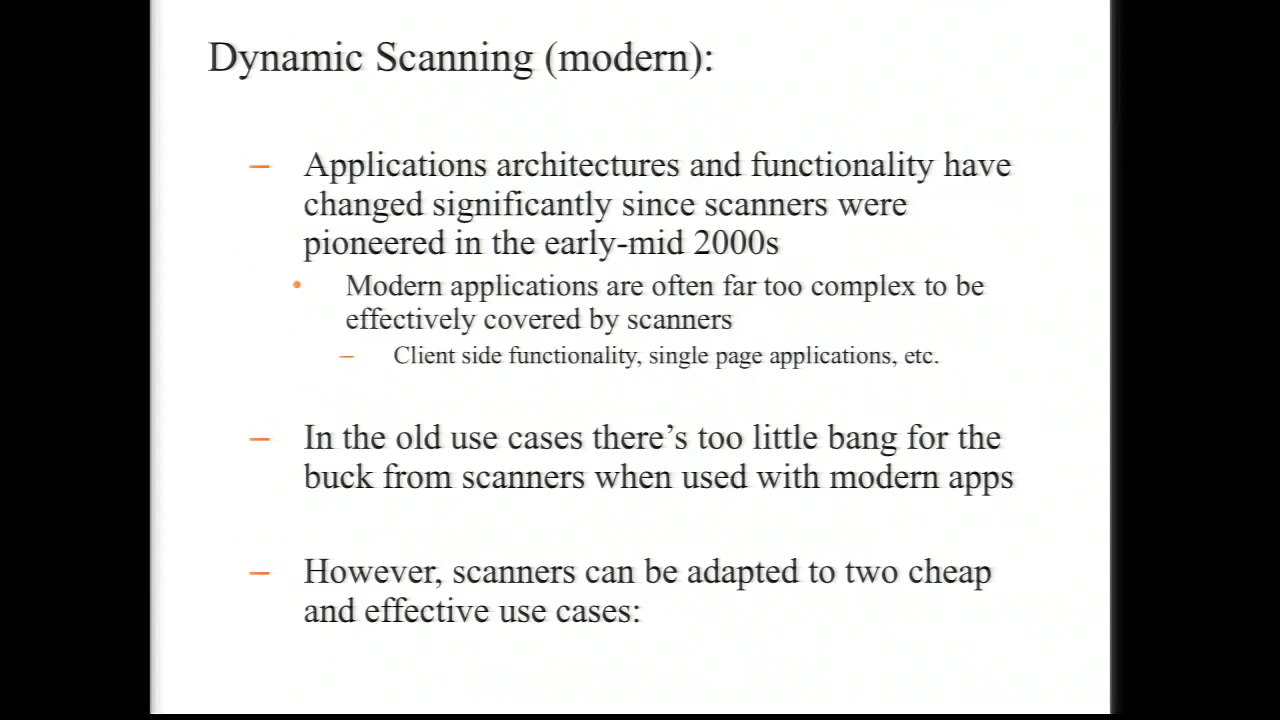 Dynamic Scanning (modern):
– Applications architectures and functionality have
changed significantly since scanners were
pioneered in the early-mid 2000s
• Modern applications are often far too complex to be
effectively covered by scanners
– Client side functionality, single page applications, etc.
– In the old use cases there’s too little bang for the
buck from scanners when used with modern apps
– However, scanners can be adapted to two cheap
and effective use cases: